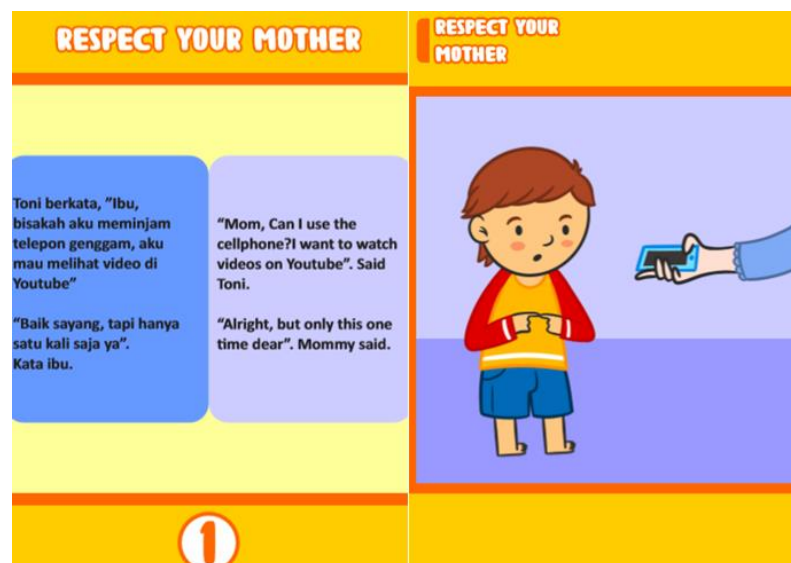 RESPECT YOUR MOTHER
Toni berkata, "Ibu,
bisakah aku meminjam
telepon genggam, aku
mau melihat video di
Youtube"
"Baik sayang, tapi hanya
satu kali saja ya".
Kata ibu.
"Mom, Can I use the
cellphone?I want to watch
videos on Youtube". Said
Toni.
"Alright, but only this one
time dear". Mommy said.
1
RESPECT YOUR
MOTHER